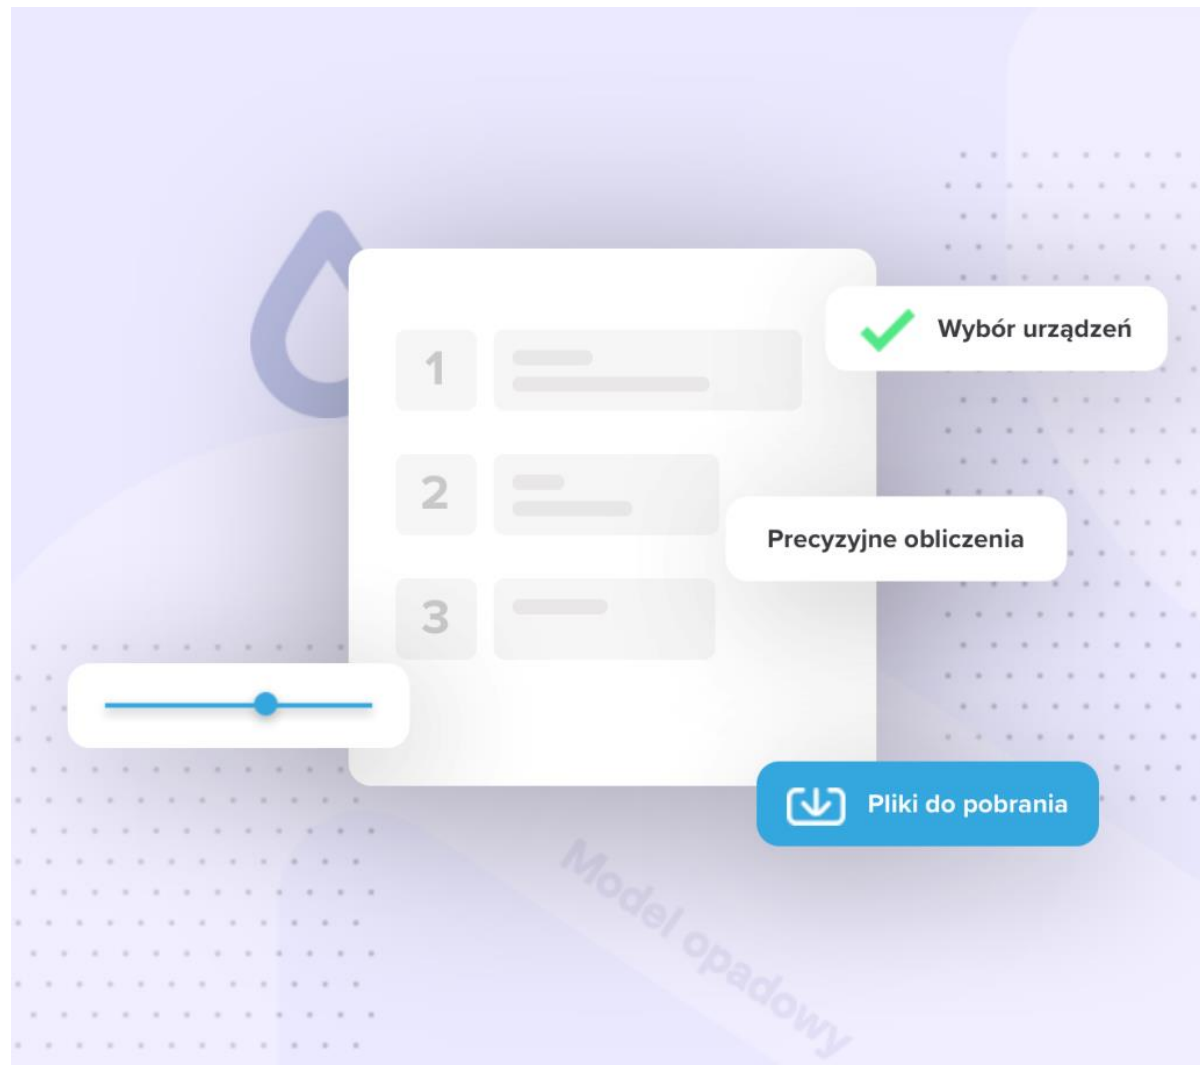 1
Wybór urządzeń
2
Precyzyjne obliczenia
3
Pliki do pobrania
Model opadowy